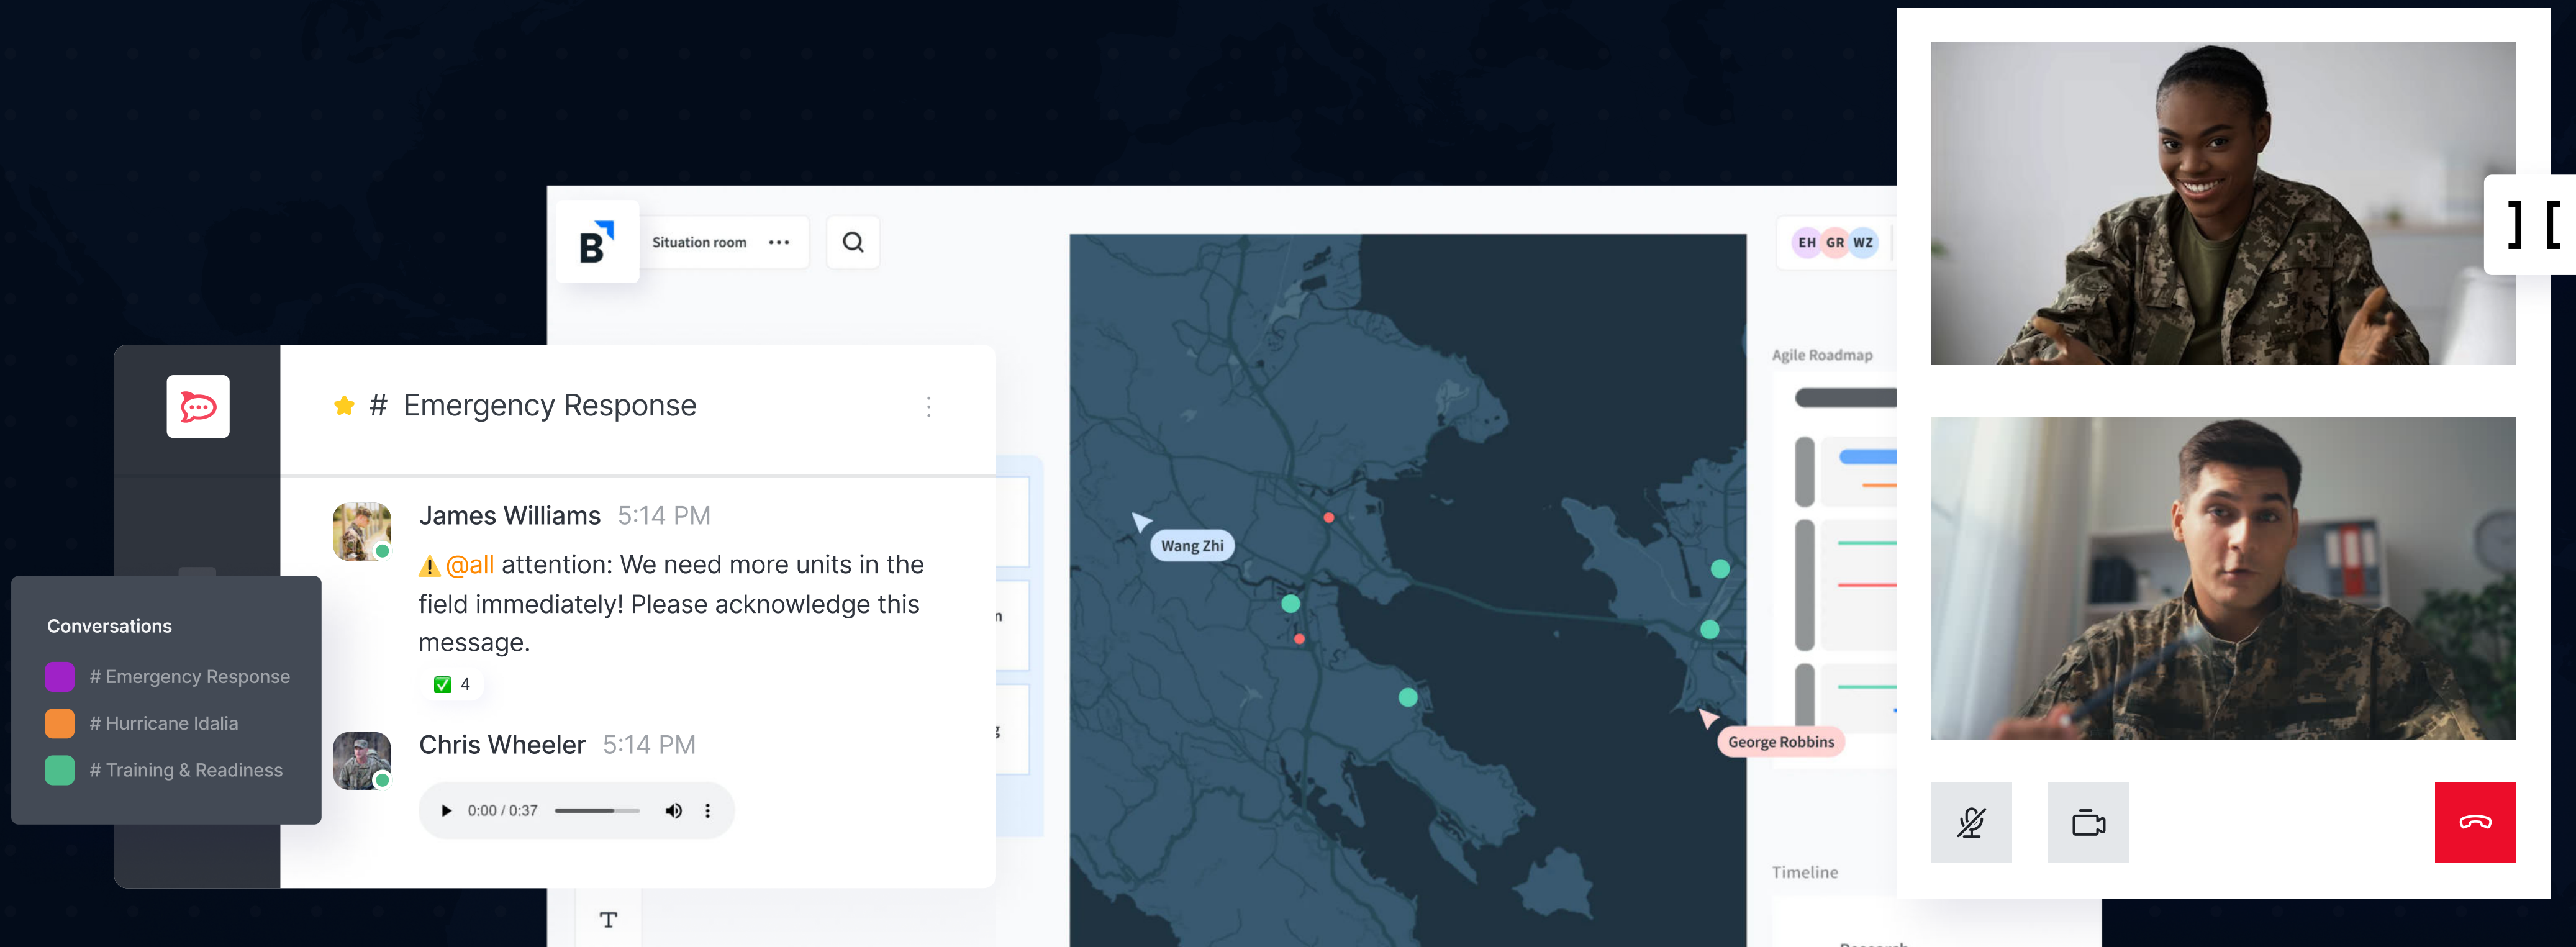 B
Situation room
EH GR WZ
Agile Roadmap
# Emergency Response
James Williams 5:14 PM
@all attention: We need more units in the
field immediately! Please acknowledge this
message.
4
Chris Wheeler 5:14 PM
0:00 / 0:37
Conversations
# Emergency Response
# Hurricane Idalia
# Training & Readiness
Wang Zhi
George Robbins
Timeline
T
][